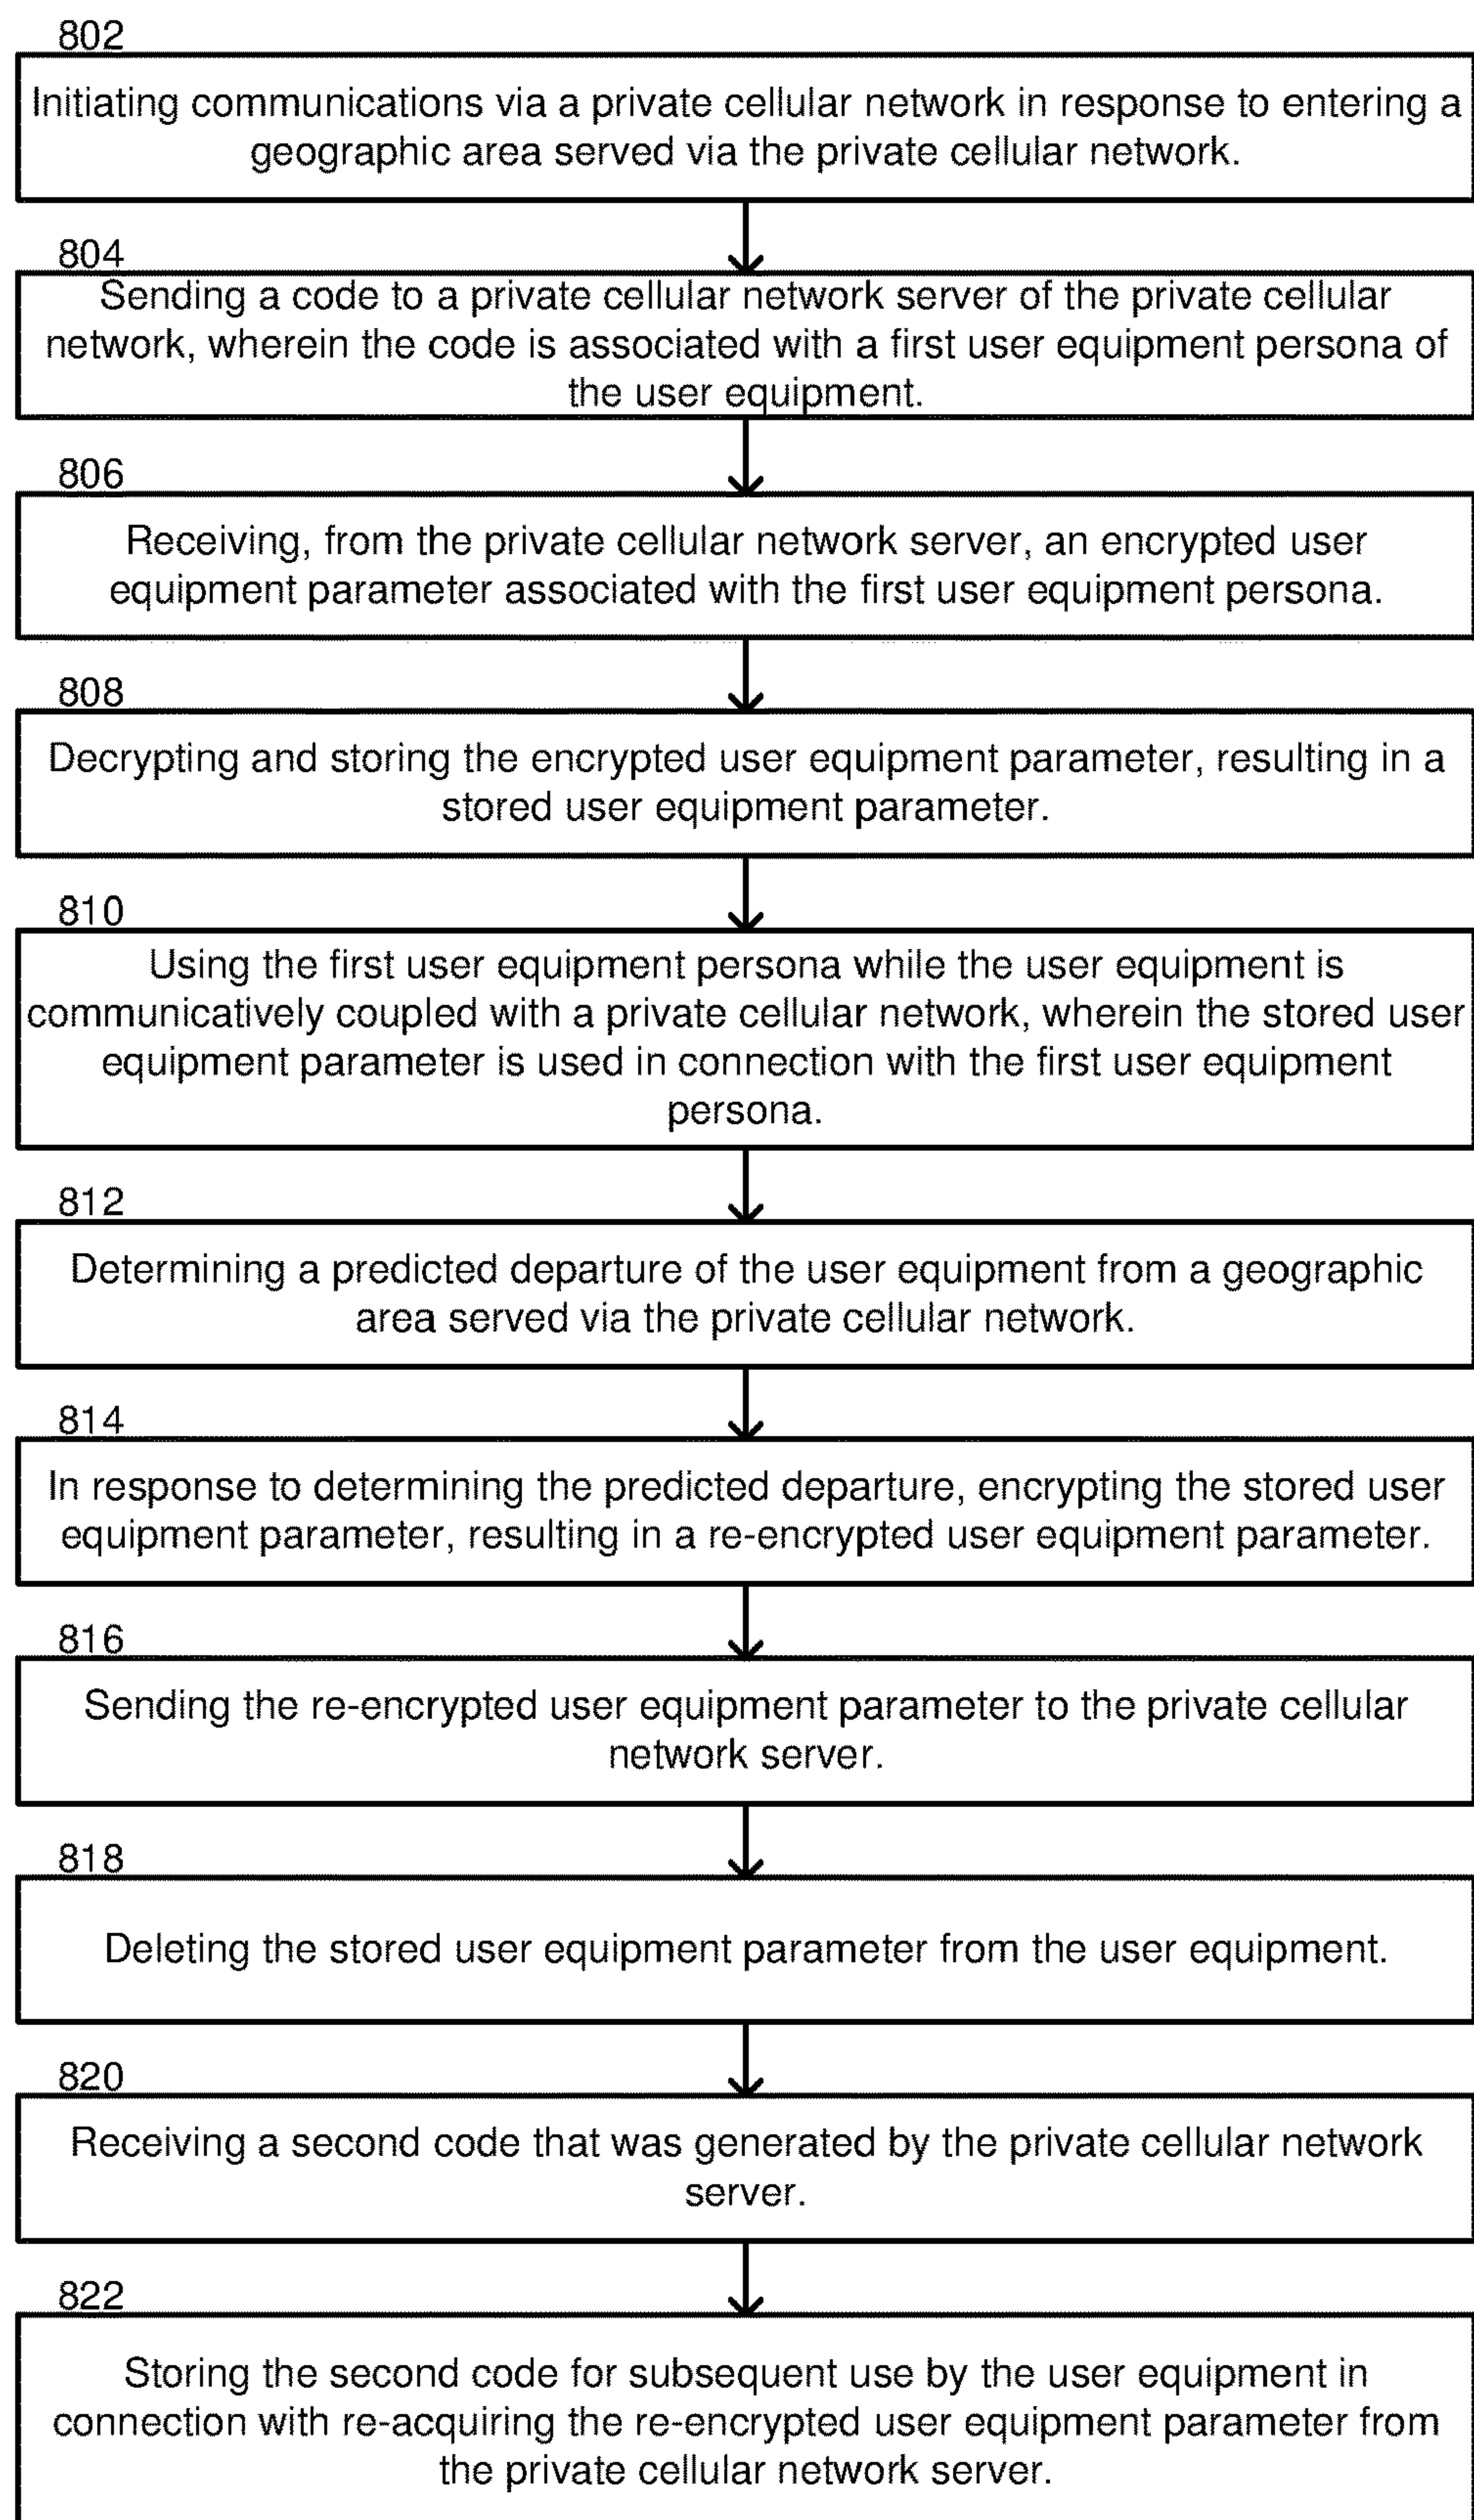 802
Initiating communications via a private cellular network in response to entering a
geographic area served via the private cellular network.
804
Sending a code to a private cellular network server of the private cellular
network, wherein the code is associated with a first user equipment persona of
the user equipment.
806
Receiving, from the private cellular network server, an encrypted user
equipment parameter associated with the first user equipment persona.
808
Decrypting and storing the encrypted user equipment parameter, resulting in a
stored user equipment parameter.
810
Using the first user equipment persona while the user equipment is
communicatively coupled with a private cellular network, wherein the stored user
equipment parameter is used in connection with the first user equipment
persona.
812
Determining a predicted departure of the user equipment from a geographic
area served via the private cellular network.
814
In response to determining the predicted departure, encrypting the stored user
equipment parameter, resulting in a re-encrypted user equipment parameter.
816
Sending the re-encrypted user equipment parameter to the private cellular
network server.
818
Deleting the stored user equipment parameter from the user equipment.
820
Receiving a second code that was generated by the private cellular network
server.
822
Storing the second code for subsequent use by the user equipment in
connection with re-acquiring the re-encrypted user equipment parameter from
the private cellular network server.